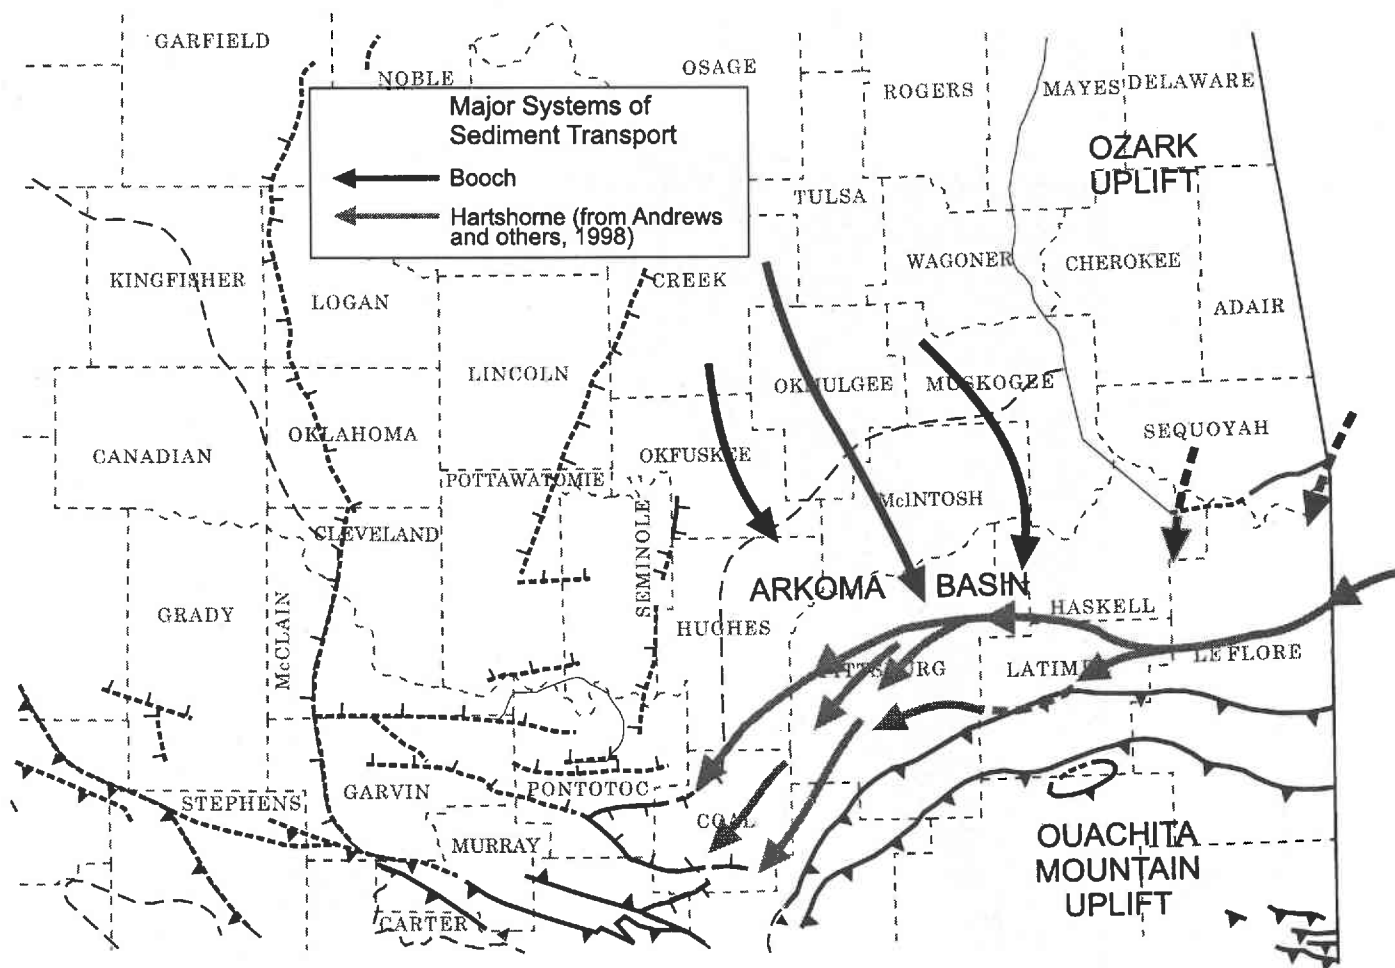 GARFIELD
NOBLE
OSAGE
ROGERS
MAYES
DELAWARE
Major Systems of
Sediment Transport
Booch
Hartshorne (from Andrews
and others, 1998)
OZARK
UPLIFT
TULSA
KINGFISHER
LOGAN
CREEK
WAGONER
CHEROKEE
ADAIR
LINCOLN
OKMULGEE
MUSKOGEE
CANADIAN
OKLAHOMA
POTTAWATOMIE
OKFUSKEE
SEQUOYAH
McINTOSH
CLEVELAND
SEMINOLE
ARKOMA BASIN
GRADY
McCLAIN
HUGHES
HASKELL
PITTSBURG
LATIMER
LE FLORE
STEPHENS
GARVIN
PONTOTOC
COAL
MURRAY
CARTER
OUACHITA
MOUNTAIN
UPLIFT